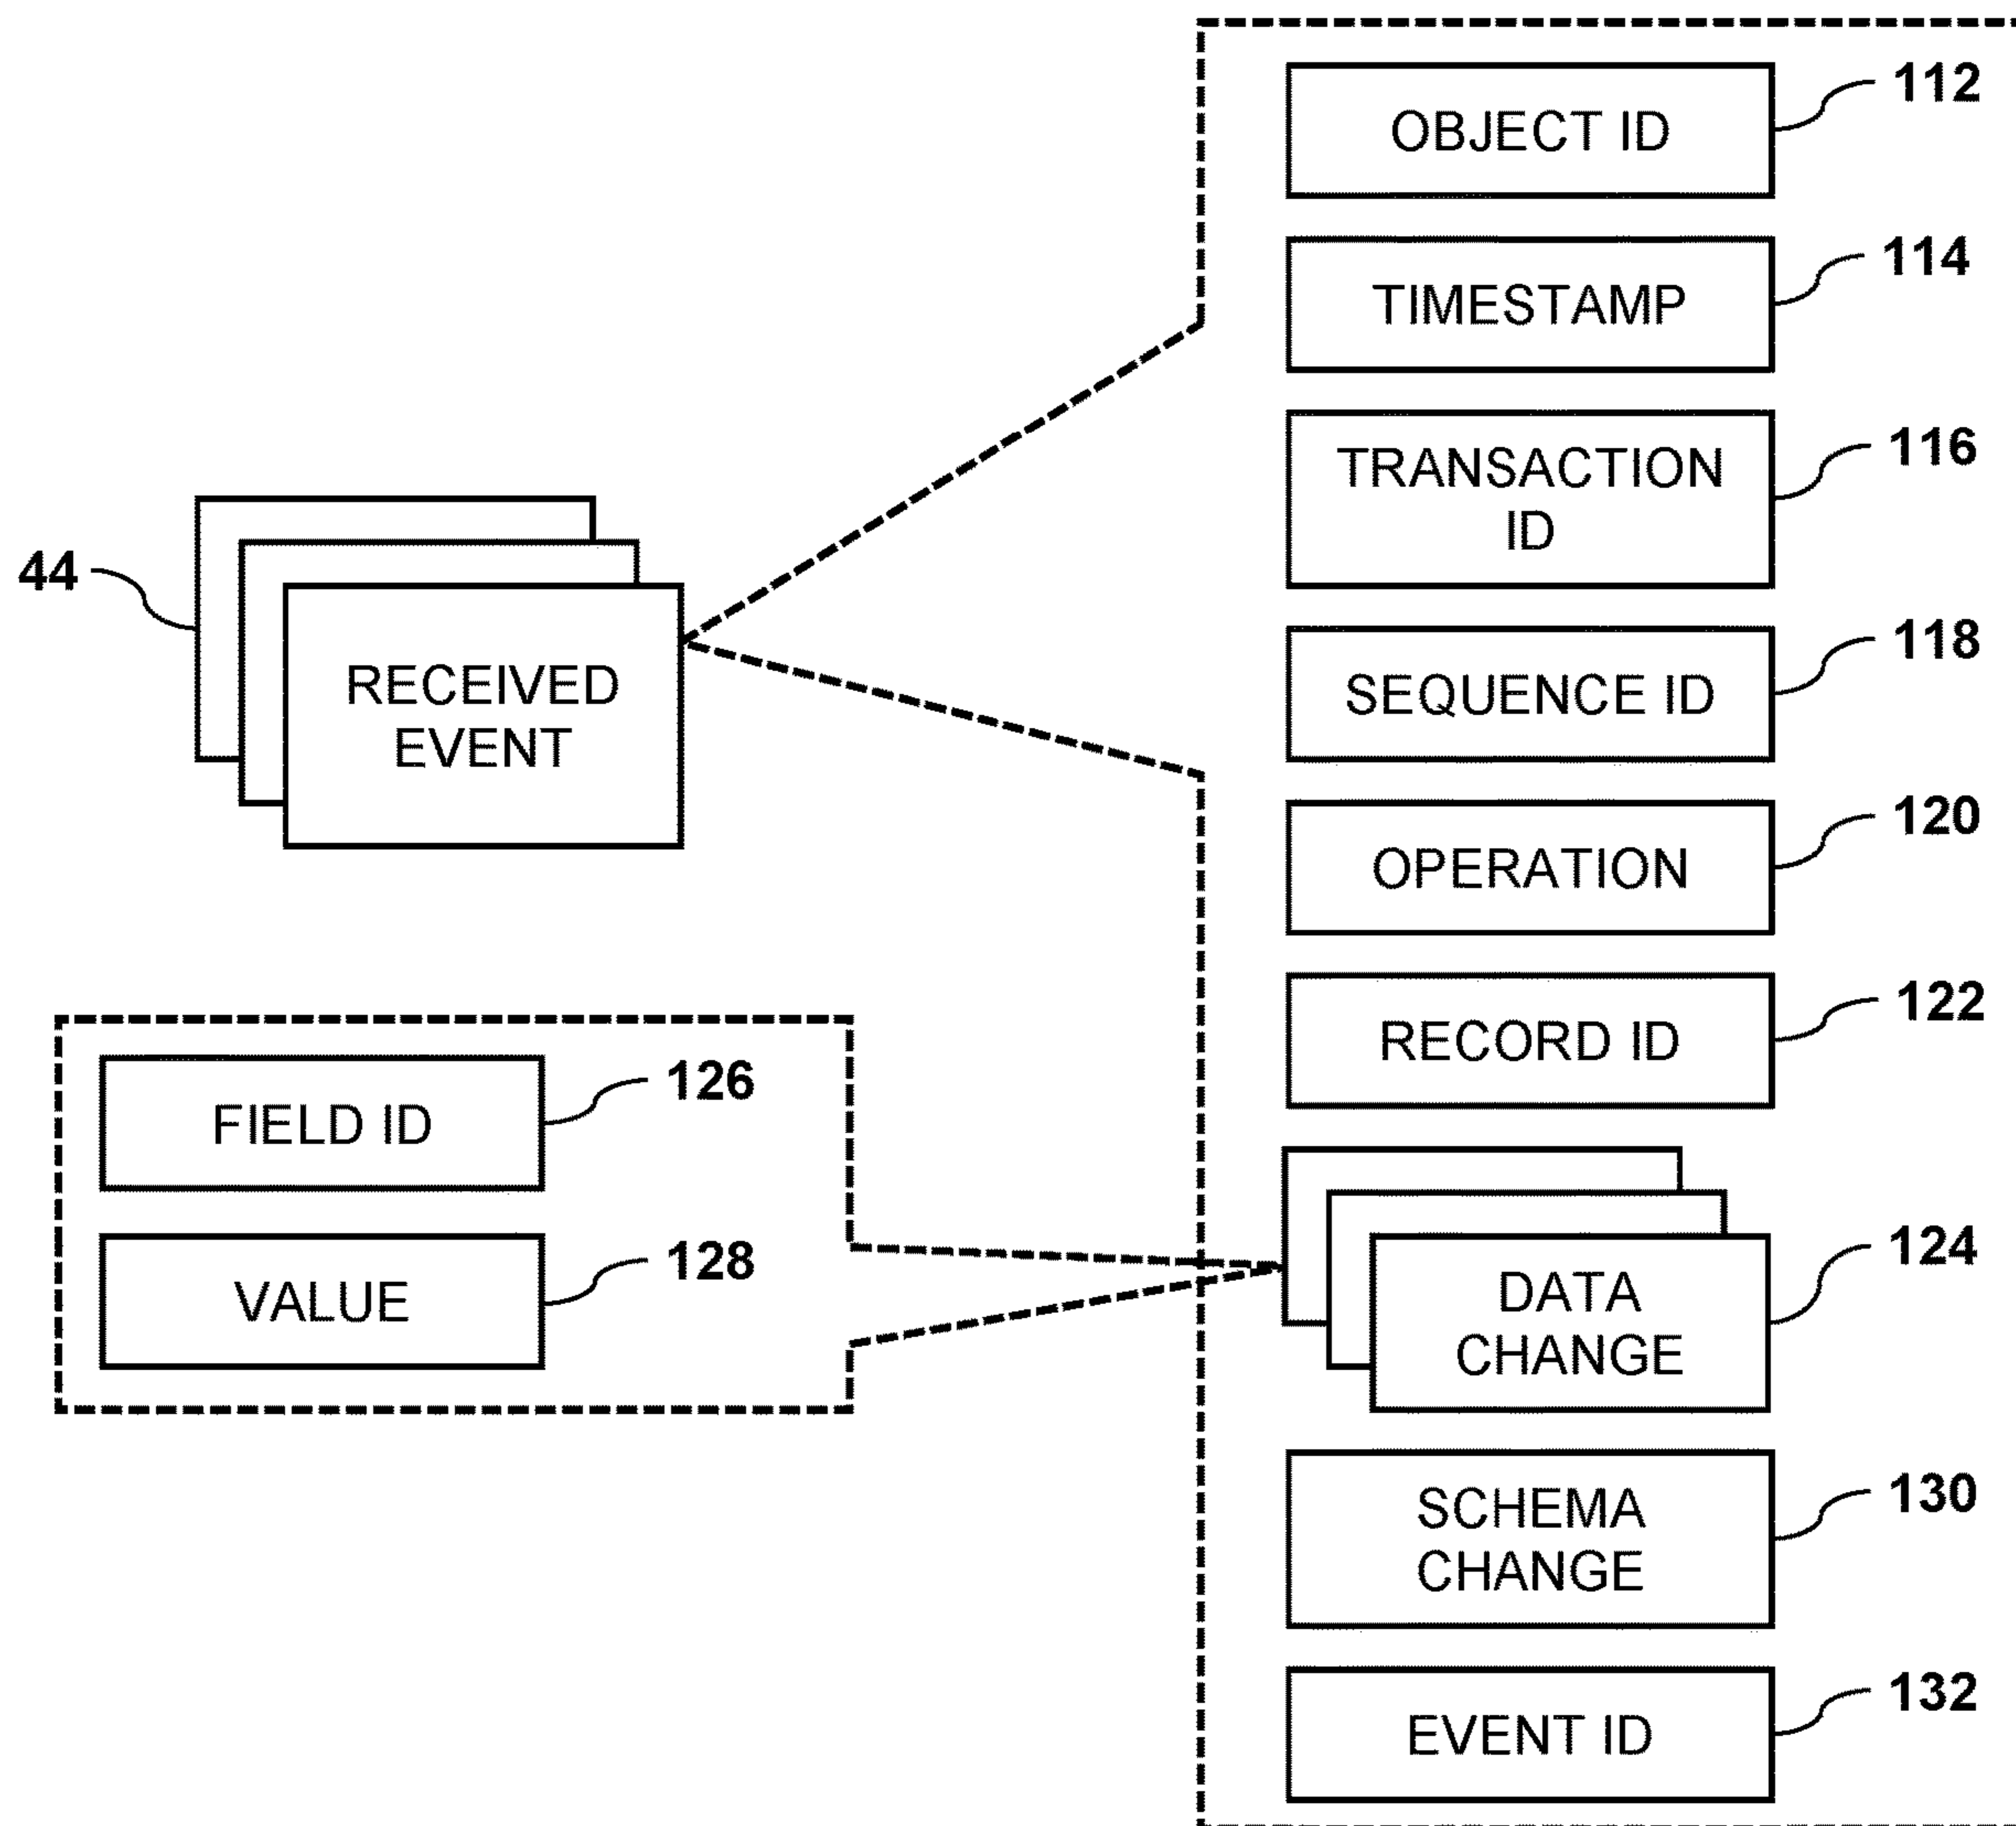 OBJECT ID
112
TIMESTAMP
114
TRANSACTION
ID
116
44
RECEIVED
EVENT
SEQUENCE ID
118
OPERATION
120
RECORD ID
122
FIELD ID
126
VALUE
128
DATA
CHANGE
124
SCHEMA
CHANGE
130
EVENT ID
132